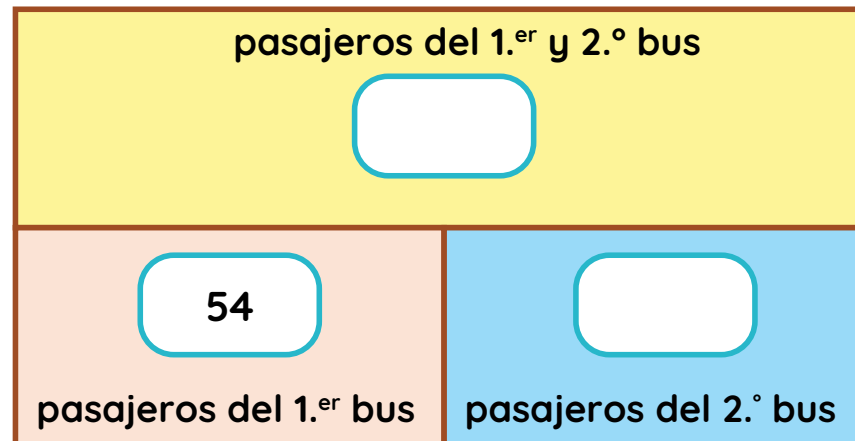 pasajeros del 1.er y 2.º bus
54
pasajeros del 1.er bus
pasajeros del 2.° bus